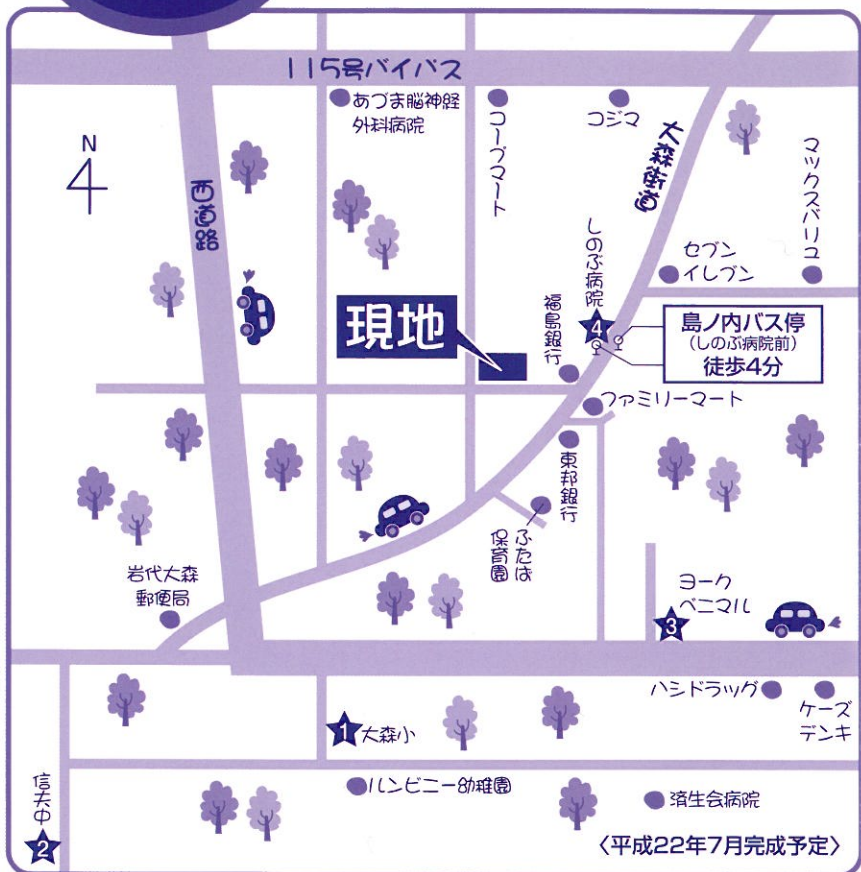 115号バイパス
あづま脳神経
外科病院
コープマート
コジマ
大森街道
マックスバリュ
N
西道路
しのぶ病院
セブン
イレブン
4
現地
福島銀行
島ノ内バス停
(しのぶ病院前)
徒歩4分
ファミリーマート
東邦銀行
ふたば
保育園
岩代大森
郵便局
ヨーク
ベニマル
3
ハシドラッグ
ケーズ
デンキ
1 大森小
信夫中
2
ルンビニー幼稚園
済生会病院
〈平成22年7月完成予定〉